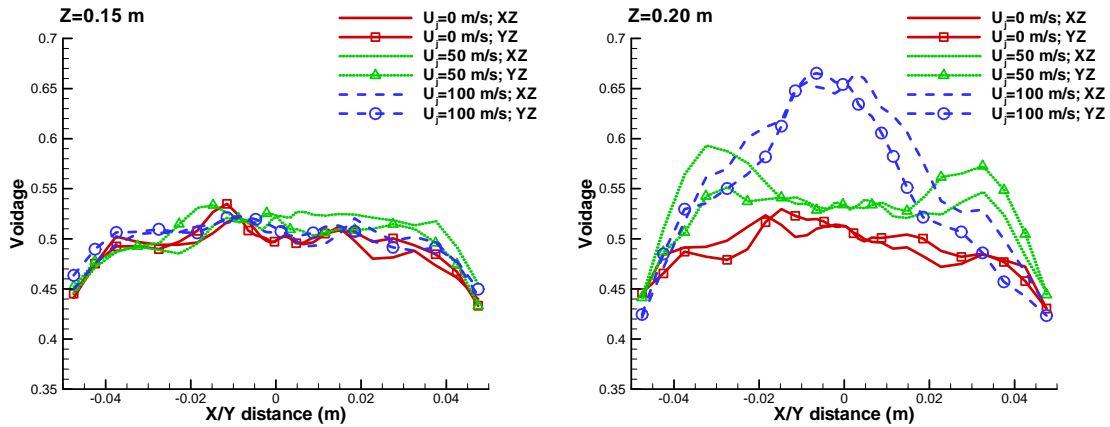 Z=0.15 m
U_j=0 m/s; XZ
U_j=0 m/s; YZ
U_j=50 m/s; XZ
U_j=50 m/s; YZ
U_j=100 m/s; XZ
U_j=100 m/s; YZ
0.7
0.65
0.6
0.55
0.5
0.45
0.4
0.35
Voidage
-0.04
-0.02
0
0.02
0.04
X/Y distance (m)
Z=0.20 m
U_j=0 m/s; XZ
U_j=0 m/s; YZ
U_j=50 m/s; XZ
U_j=50 m/s; YZ
U_j=100 m/s; XZ
U_j=100 m/s; YZ
0.7
0.65
0.6
0.55
0.5
0.45
0.4
0.35
Voidage
-0.04
-0.02
0
0.02
0.04
X/Y distance (m)